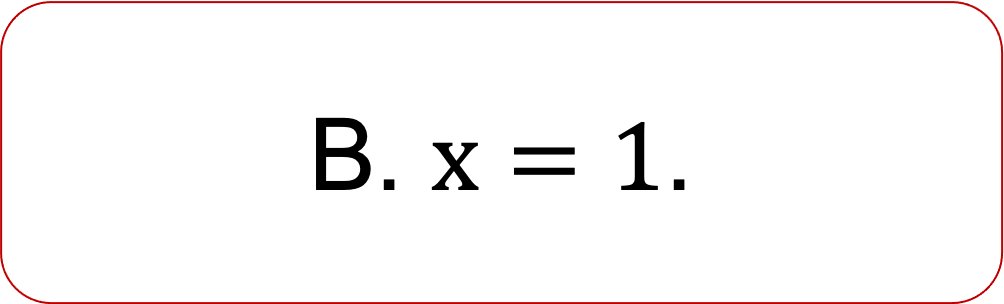 B. x = 1.